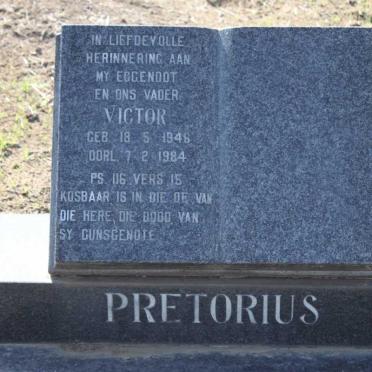 IN LIEFDEVOLLE
HERINNERING AAN
MY EGGENOOT
EN ONS VADER
VICTOR
GEB. 18. 5. 1946
OORL. 7. 2. 1984
PS. 116 VERS 15
KOSBAAR IS IN DIE OË VAN
DIE HERE, DIE DOOD VAN
SY GUNSGENOTE
PRETORIUS